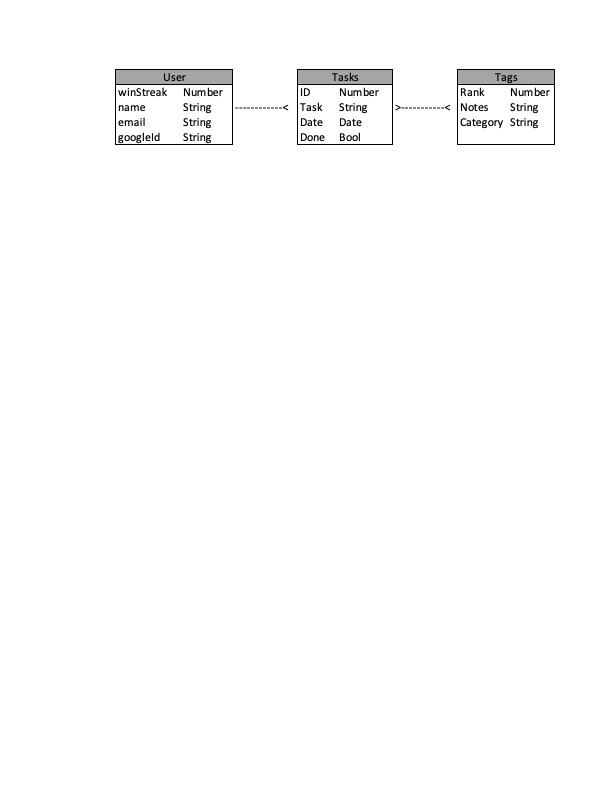 User Tasks Tags
winStreak Number ID Number Rank Number
name String ------------< Task String >-----------< Notes String
email String Date Date Category String
googleId String Done Bool